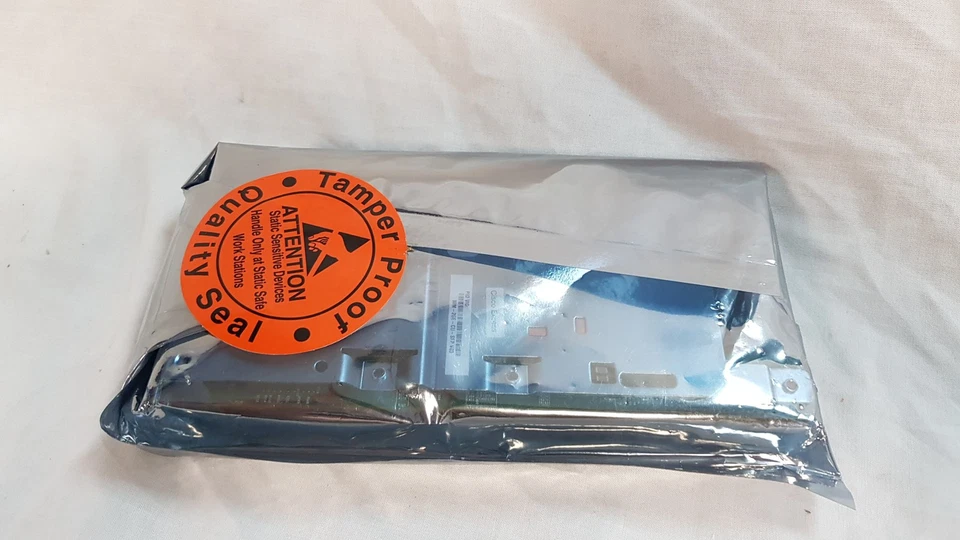 Tamper Proof
ATTENTION
Static Sensitive Devices
Handle Only at Static Safe
Work Stations
Quality Seal